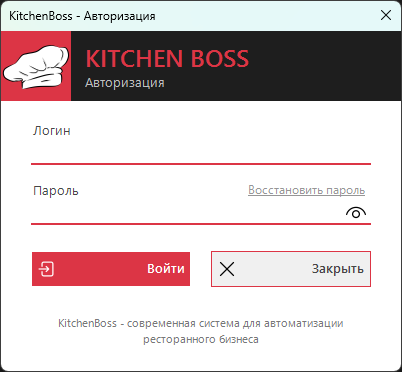 KitchenBoss - Авторизация
KITCHEN BOSS
Авторизация
Логин
Пароль
Восстановить пароль
Войти
Закрыть
KitchenBoss - современная система для автоматизации
ресторанного бизнеса